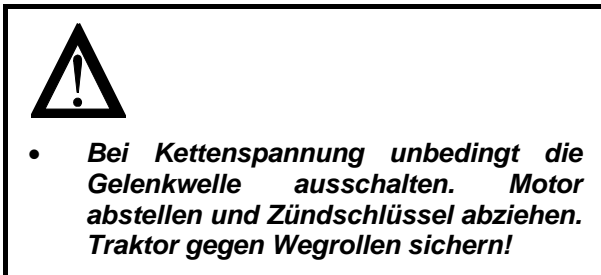 • Bei Kettenspannung unbedingt die
Gelenkwelle ausschalten. Motor
abstellen und Zündschlüssel abziehen.
Traktor gegen Wegrollen sichern!